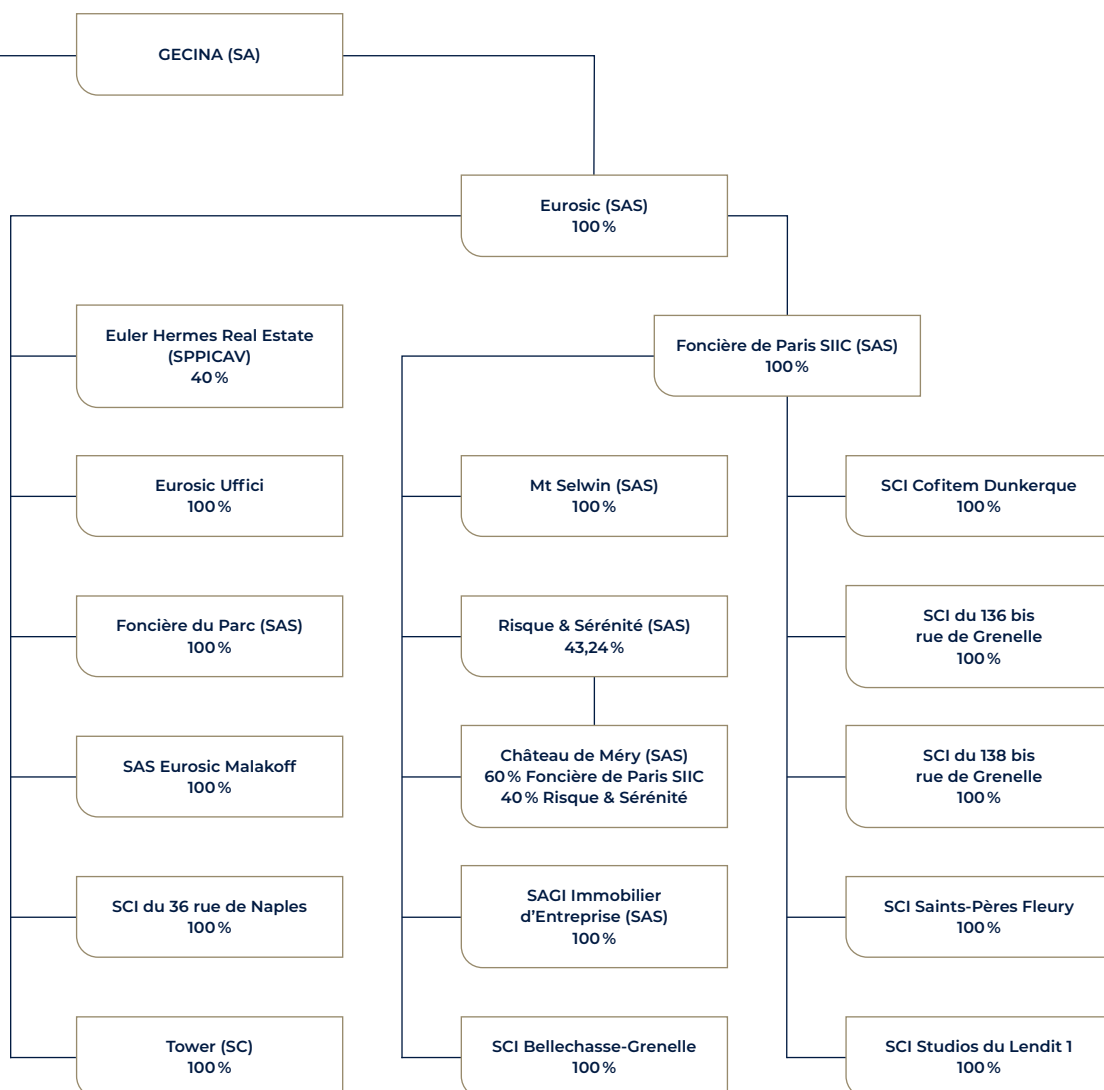 GECINA (SA)
Eurosic (SAS)
100 %
Euler Hermes Real Estate
(SPPICAV)
40 %
Foncière de Paris SIIC (SAS)
100 %
Eurosic Uffici
100 %
Mt Selwin (SAS)
100 %
SCI Cofitem Dunkerque
100 %
Foncière du Parc (SAS)
100 %
Risque & Sérénité (SAS)
43,24 %
SCI du 136 bis
rue de Grenelle
100 %
SAS Eurosic Malakoff
100 %
Château de Méry (SAS)
60 % Foncière de Paris SIIC
40 % Risque & Sérénité
SCI du 138 bis
rue de Grenelle
100 %
SCI du 36 rue de Naples
100 %
SAGI Immobilier
d’Entreprise (SAS)
100 %
SCI Saints-Pères Fleury
100 %
Tower (SC)
100 %
SCI Bellechasse-Grenelle
100 %
SCI Studios du Lendit 1
100 %